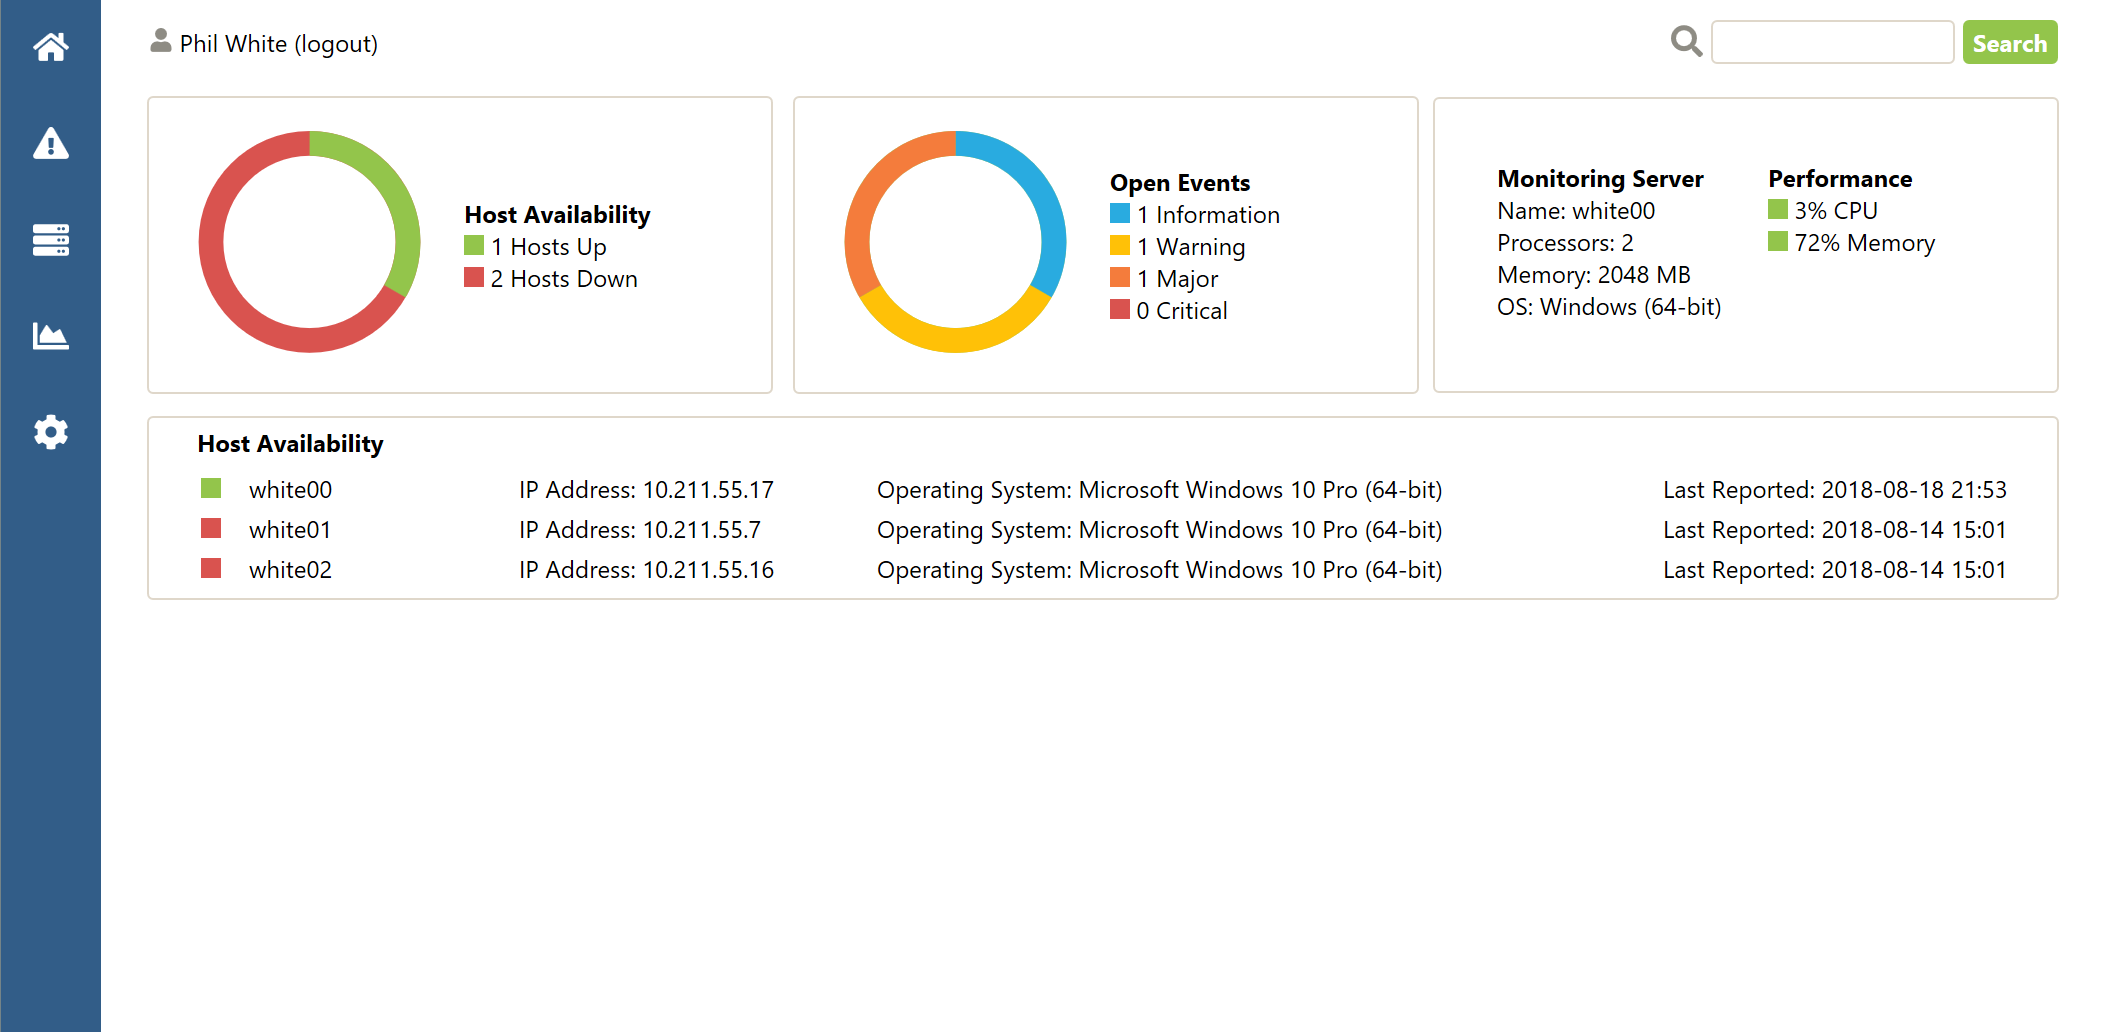 Phil White (logout)
Search
Host Availability
1 Hosts Up
2 Hosts Down
Open Events
1 Information
1 Warning
1 Major
0 Critical
Monitoring Server
Name: white00
Processors: 2
Memory: 2048 MB
OS: Windows (64-bit)
Performance
3% CPU
72% Memory
Host Availability
white00 IP Address: 10.211.55.17 Operating System: Microsoft Windows 10 Pro (64-bit) Last Reported: 2018-08-18 21:53
white01 IP Address: 10.211.55.7 Operating System: Microsoft Windows 10 Pro (64-bit) Last Reported: 2018-08-14 15:01
white02 IP Address: 10.211.55.16 Operating System: Microsoft Windows 10 Pro (64-bit) Last Reported: 2018-08-14 15:01